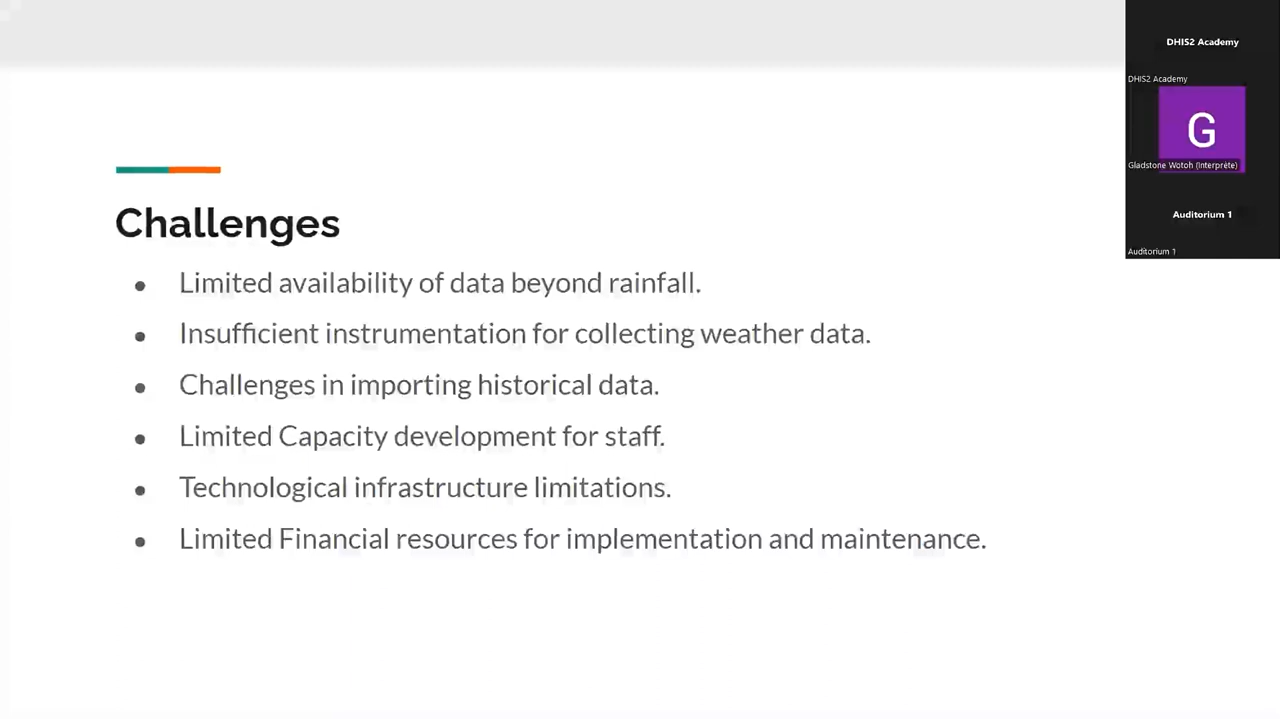 Challenges
● Limited availability of data beyond rainfall.
● Insufficient instrumentation for collecting weather data.
● Challenges in importing historical data.
● Limited Capacity development for staff.
● Technological infrastructure limitations.
● Limited Financial resources for implementation and maintenance.
DHIS2 Academy
DHIS2 Academy
G
Gladstone Wotoh (Interprète)
Auditorium 1
Auditorium 1